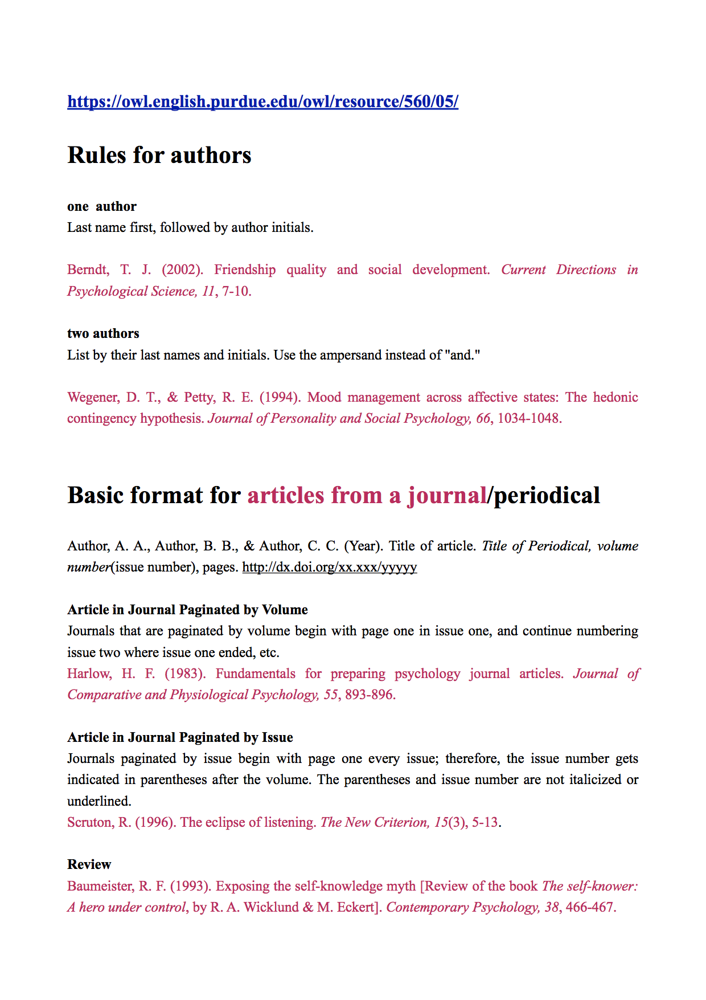 https://owl.english.purdue.edu/owl/resource/560/05/
Rules for authors
one  author
Last name first, followed by author initials.
Berndt, T. J. (2002). Friendship quality and social development. Current Directions in
Psychological Science, 11, 7-10.
two authors
List by their last names and initials. Use the ampersand instead of "and."
Wegener, D. T., & Petty, R. E. (1994). Mood management across affective states: The hedonic
contingency hypothesis. Journal of Personality and Social Psychology, 66, 1034-1048.
Basic format for articles from a journal/periodical
Author, A. A., Author, B. B., & Author, C. C. (Year). Title of article. Title of Periodical, volume
number(issue number), pages. http://dx.doi.org/xx.xxx/yyyyy
Article in Journal Paginated by Volume
Journals that are paginated by volume begin with page one in issue one, and continue numbering
issue two where issue one ended, etc.
Harlow, H. F. (1983). Fundamentals for preparing psychology journal articles. Journal of
Comparative and Physiological Psychology, 55, 893-896.
Article in Journal Paginated by Issue
Journals paginated by issue begin with page one every issue; therefore, the issue number gets
indicated in parentheses after the volume. The parentheses and issue number are not italicized or
underlined.
Scruton, R. (1996). The eclipse of listening. The New Criterion, 15(3), 5-13.
Review
Baumeister, R. F. (1993). Exposing the self-knowledge myth [Review of the book The self-knower:
A hero under control, by R. A. Wicklund & M. Eckert]. Contemporary Psychology, 38, 466-467.